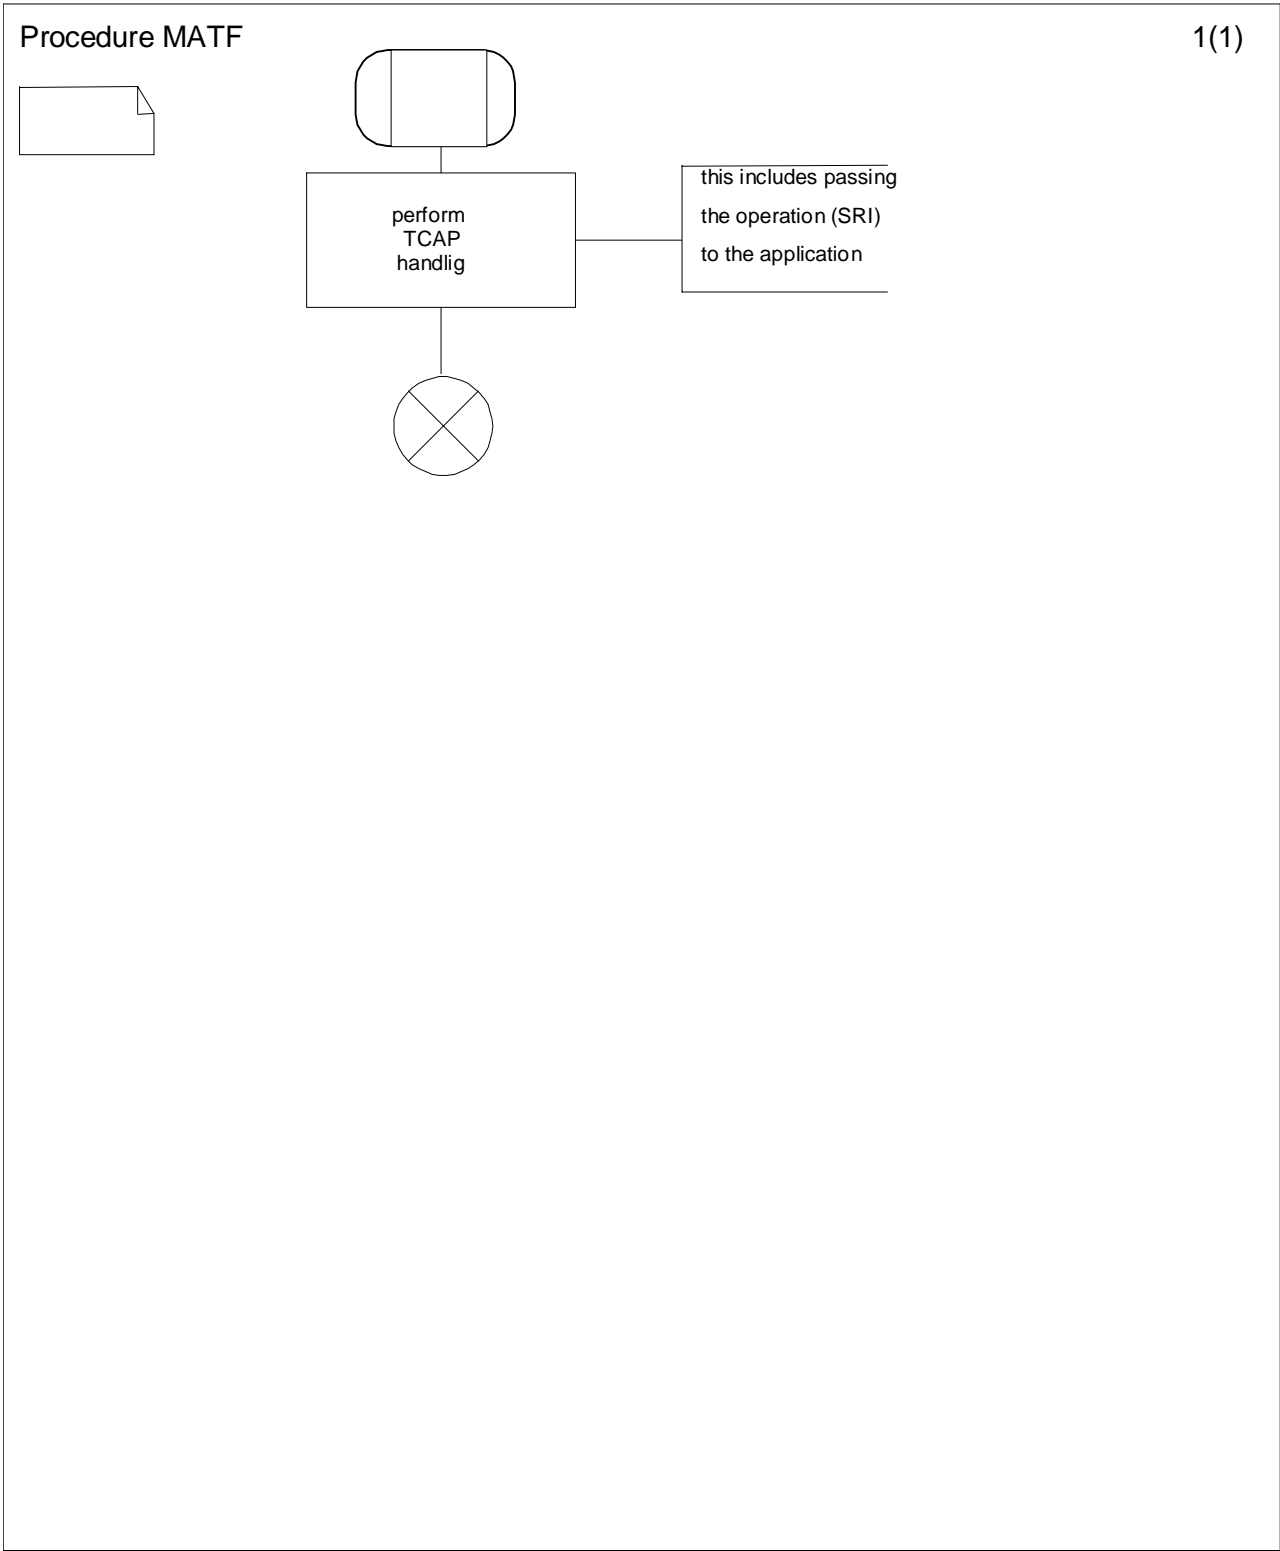 Procedure MATF
1(1)
perform
TCAP
handlig
this includes passing
the operation (SRI)
to the application